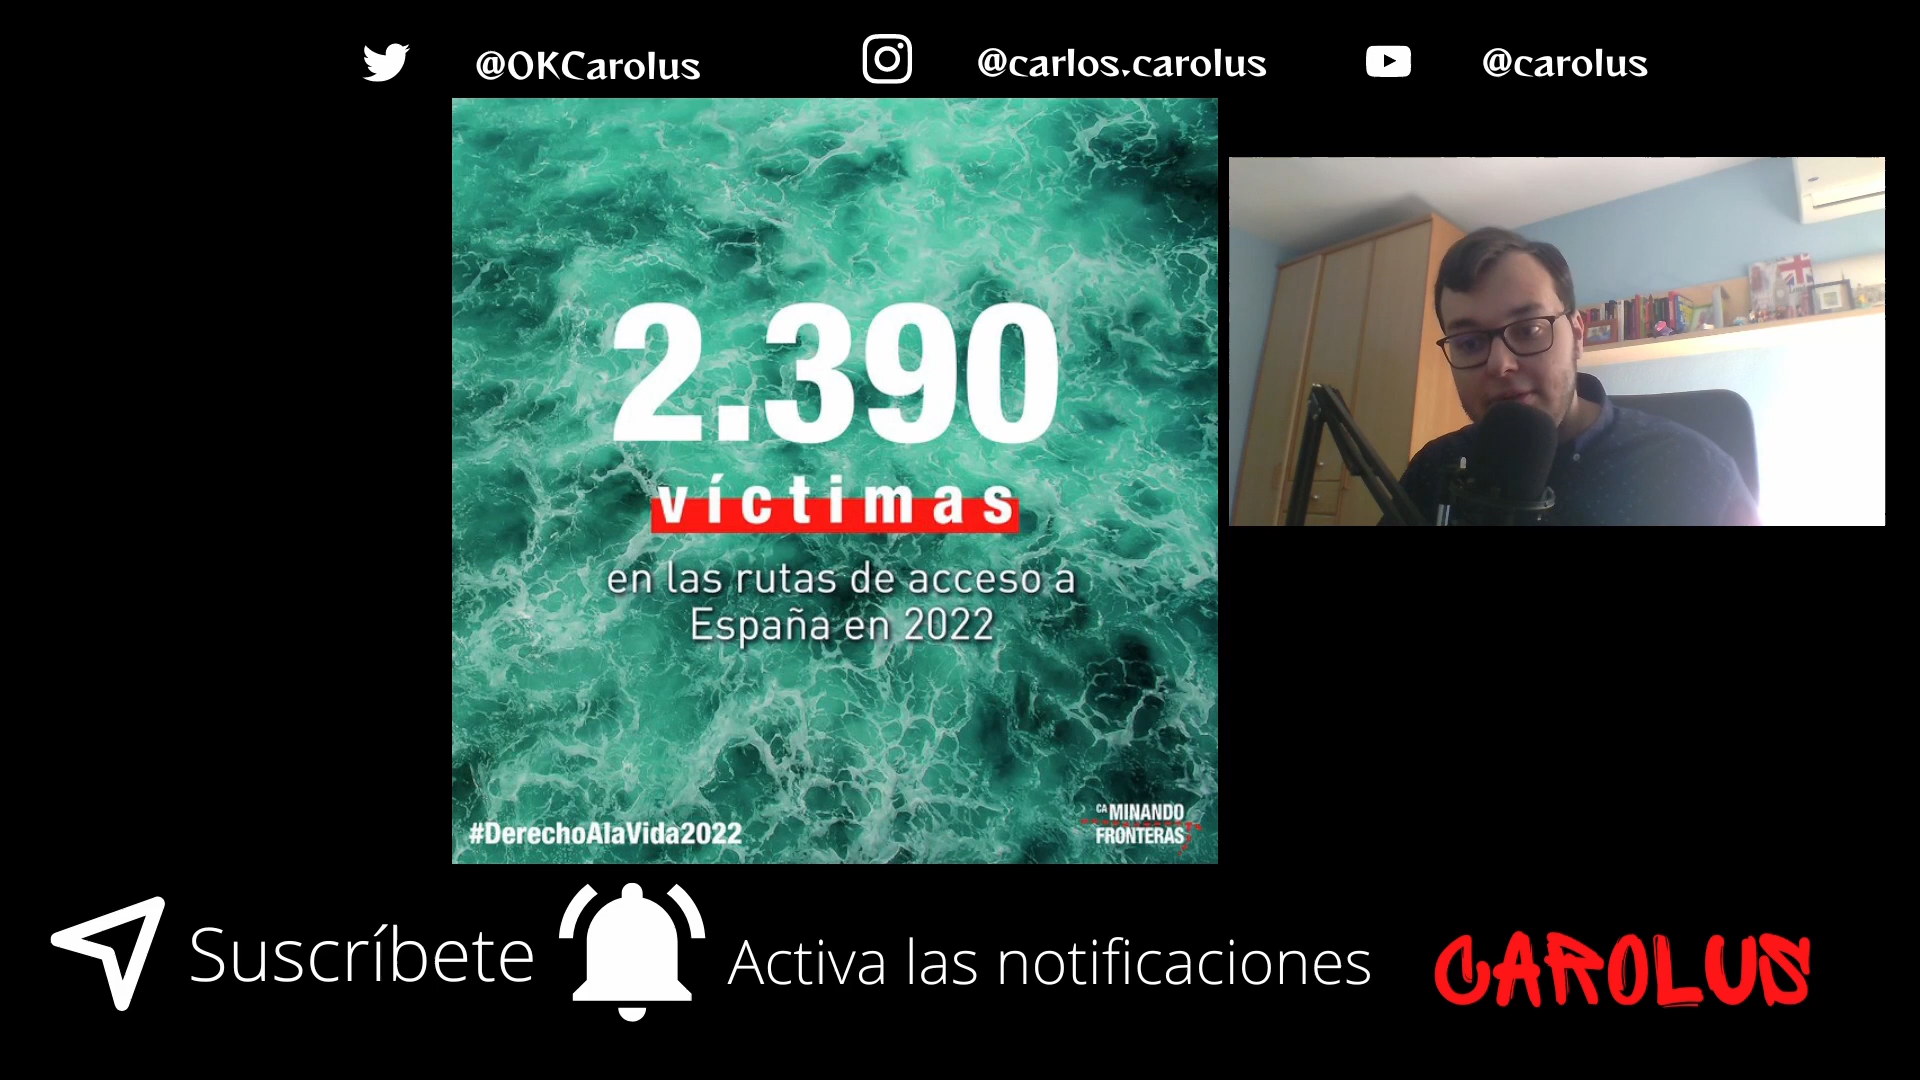 @OKCarolus
@carlos.carolus
@carolus
2.390
víctimas
en las rutas de acceso a
España en 2022
#DerechoAlaVida2022
CAMINANDO
FRONTERAS
Suscríbete
Activa las notificaciones
CAROLUS